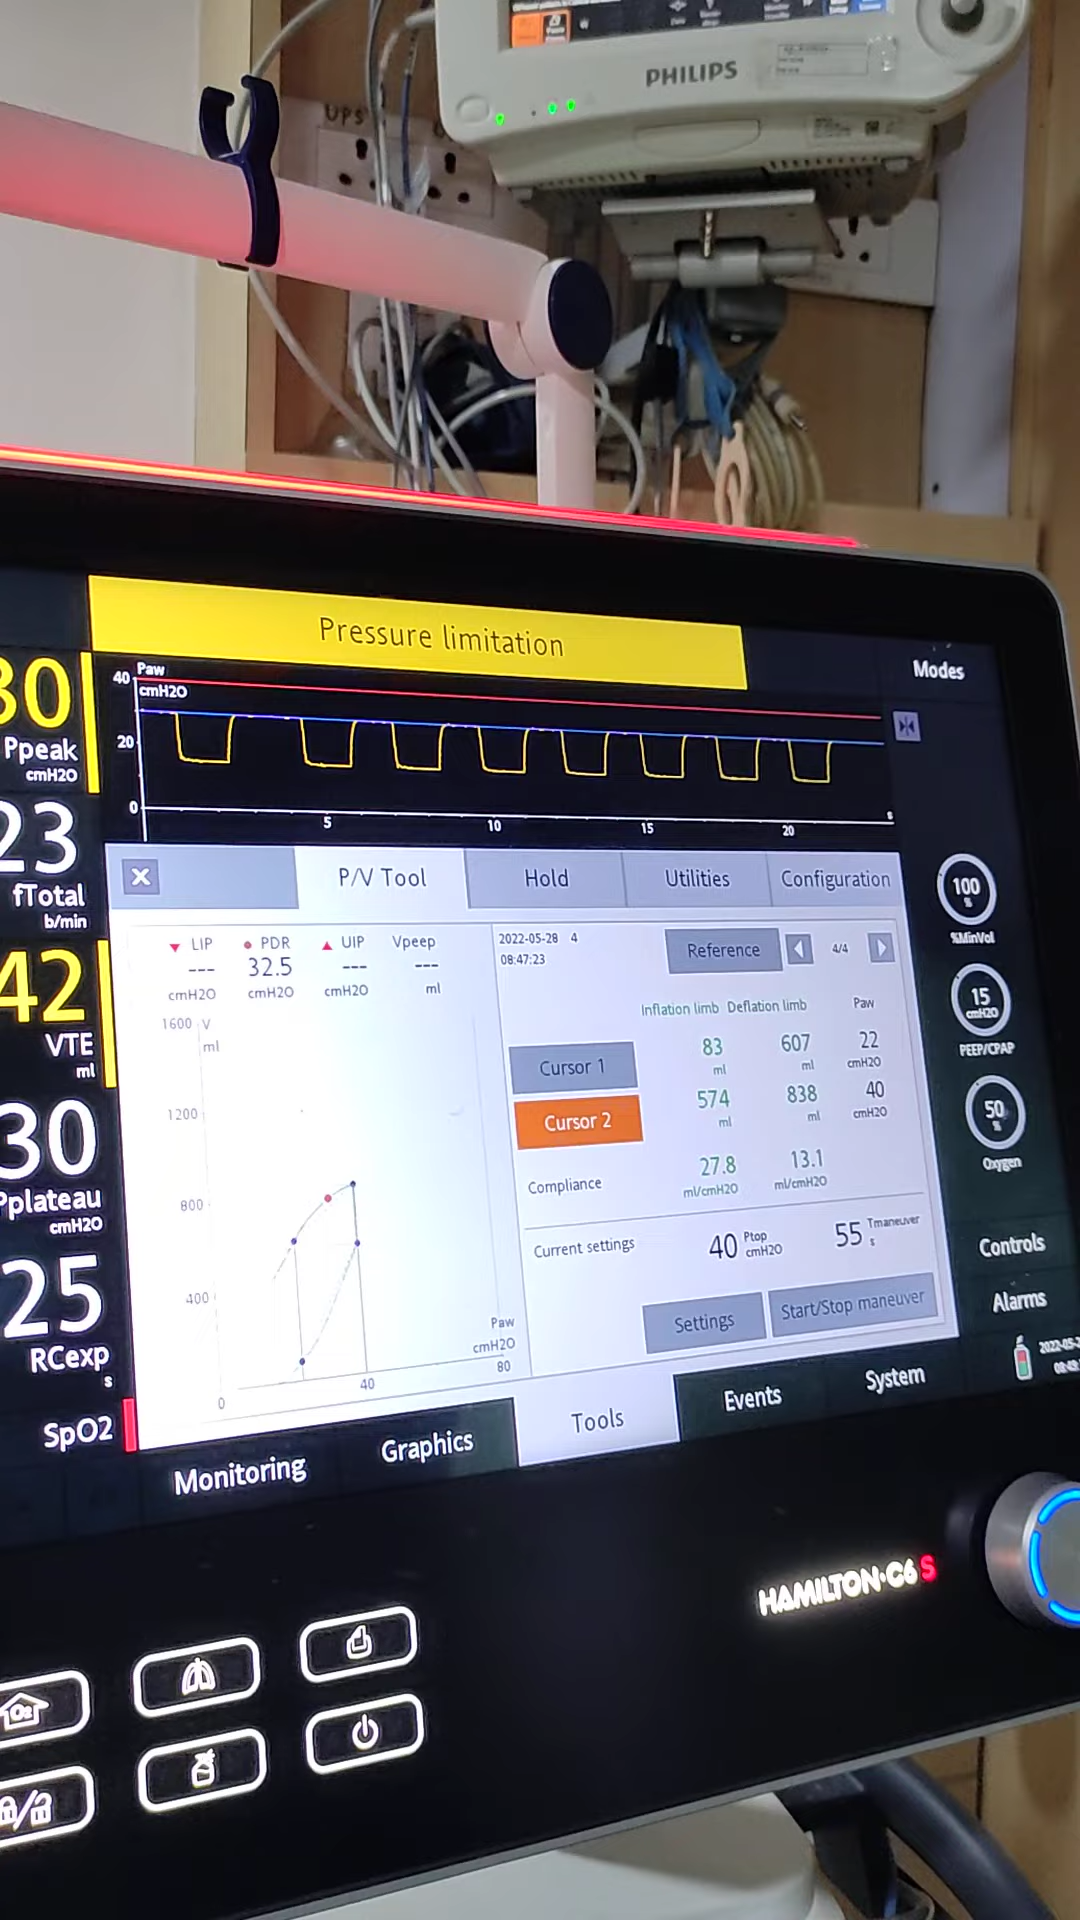 PHILIPS
UPS
Pressure limitation
Modes
40 Paw
cmH2O
20
0
5 10 15 20 s
30
Ppeak
cmH2O
23
fTotal
b/min
42
VTE
ml
30
Pplateau
cmH2O
25
RCexp
s
SpO2
P/V Tool Hold Utilities Configuration
LIP PDR UIP Vpeep
--- 32.5 --- ---
cmH2O cmH2O cmH2O ml
1600 V
ml
1200
800
400
0 40 80
Paw
cmH2O
2022-05-28 4
08:47:23
Reference 4/4
Inflation limb Deflation limb Paw
Cursor 1 83 607 22
ml ml cmH2O
Cursor 2 574 838 40
ml ml cmH2O
Compliance 27.8 13.1
ml/cmH2O ml/cmH2O
Current settings 40 Ptop cmH2O 55 Tmaneuver s
Settings Start/Stop maneuver
100
%
%MinVol
15
cmH2O
PEEP/CPAP
50
%
Oxygen
Controls
Alarms
Monitoring Graphics Tools Events System
HAMILTON·C6 S
O2